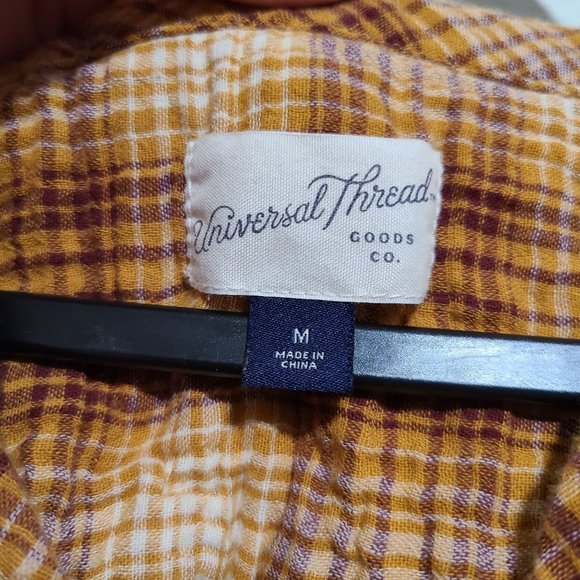 Universal Thread
GOODS
CO.
M
MADE IN
CHINA